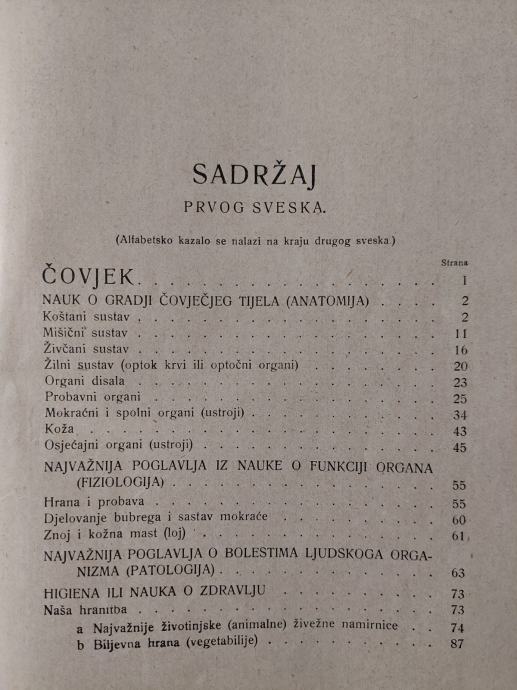 SADRŽAJ
PRVOG SVESKA.
(Alfabetsko kazalo se nalazi na kraju drugog sveska.)
Strana
ČOVJEK. . . . . . . . . . . . . . . . . 1
NAUK O GRADJI ČOVJEČJEG TIJELA (ANATOMIJA) . . . . 2
Koštani sustav . . . . . . . . . . . . . . . . . 2
Mišični sustav . . . . . . . . . . . . . . . . . 11
Živčani sustav . . . . . . . . . . . . . . . . . 16
Žilni sustav (optok krvi ili optočni organi) . . . . . . . . 20
Organi disala . . . . . . . . . . . . . . . . . 23
Probavni organi . . . . . . . . . . . . . . . . 25
Mokraćni i spolni organi (ustroji) . . . . . . . . . . . 34
Koža . . . . . . . . . . . . . . . . . . . . 43
Osjećajni organi (ustroji) . . . . . . . . . . . . . . 45
NAJVAŽNIJA POGLAVLJA IZ NAUKE O FUNKCIJI ORGANA
(FIZIOLOGIJA) . . . . . . . . . . . . . . . 55
Hrana i probava . . . . . . . . . . . . . . . . 55
Djelovanje bubrega i sastav mokraće . . . . . . . . . 60
Znoj i kožna mast (loj) . . . . . . . . . . . . . . 61
NAJVAŽNIJA POGLAVLJA O BOLESTIMA LJUDSKOGA ORGA-
NIZMA (PATOLOGIJA) . . . . . . . . . . . . 63
HIGIENA ILI NAUKA O ZDRAVLJU . . . . . . . . . . 73
Naša hranitba . . . . . . . . . . . . . . . . . 73
a Najvažnije životinjske (animalne) živežne namirnice . . 74
b Biljevna hrana (vegetabilije) . . . . . . . . . . 87